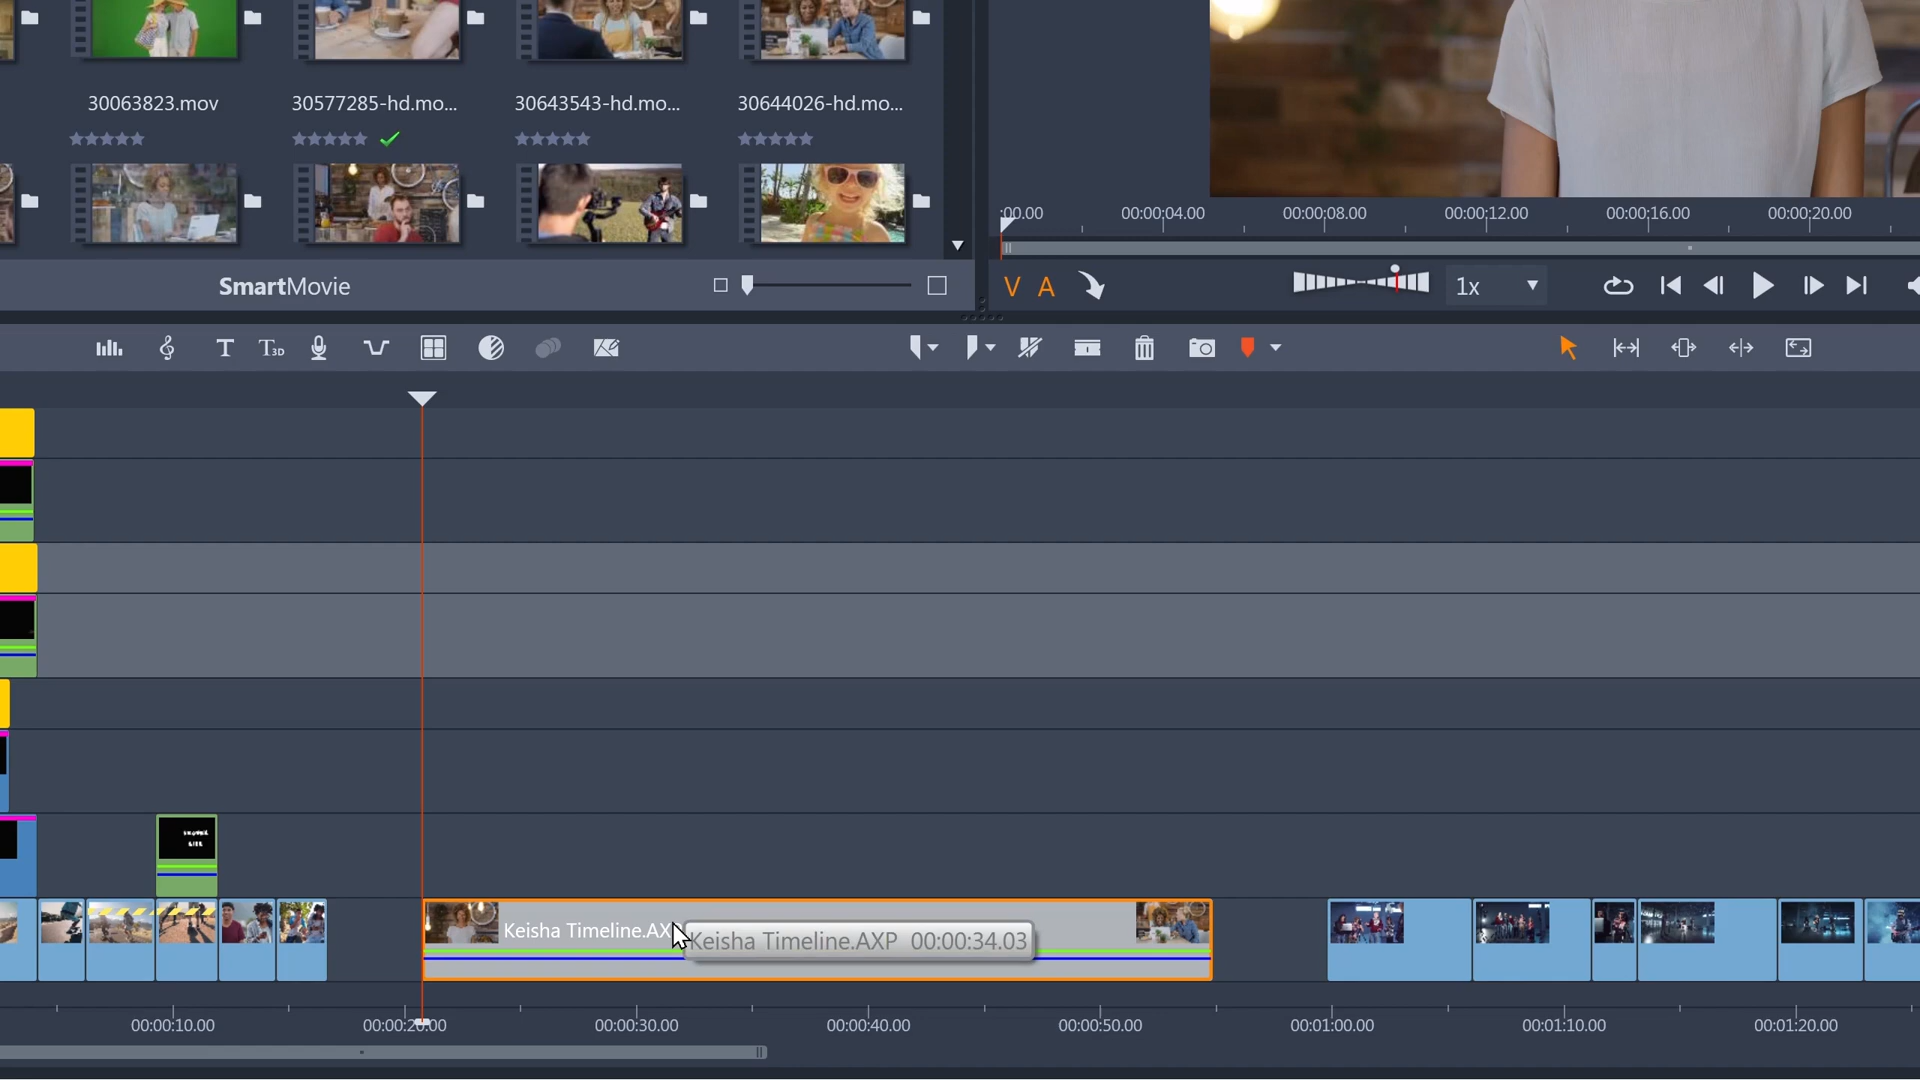 30063823.mov
30577285-hd.mo...
30643543-hd.mo...
30644026-hd.mo...
:00.00
00:00:04.00
00:00:08.00
00:00:12.00
00:00:16.00
00:00:20.00
SmartMovie
V A
1x
T
T3D
Keisha Timeline.AX
Keisha Timeline.AXP 00:00:34.03
00:00:10.00
00:00:20:00
00:00:30.00
00:00:40.00
00:00:50.00
00:01:00.00
00:01:10.00
00:01:20.00